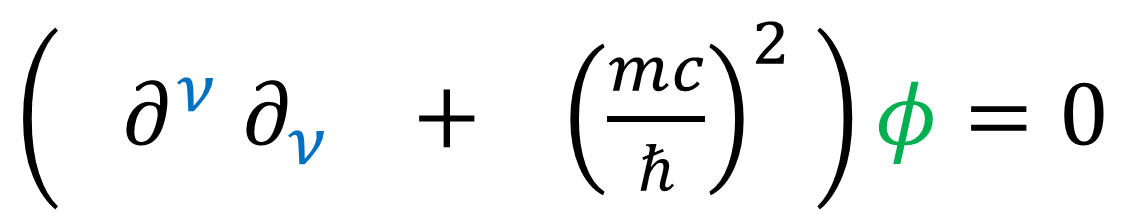 ( ∂^ν ∂_ν + (mc/ħ)^2 ) ϕ = 0